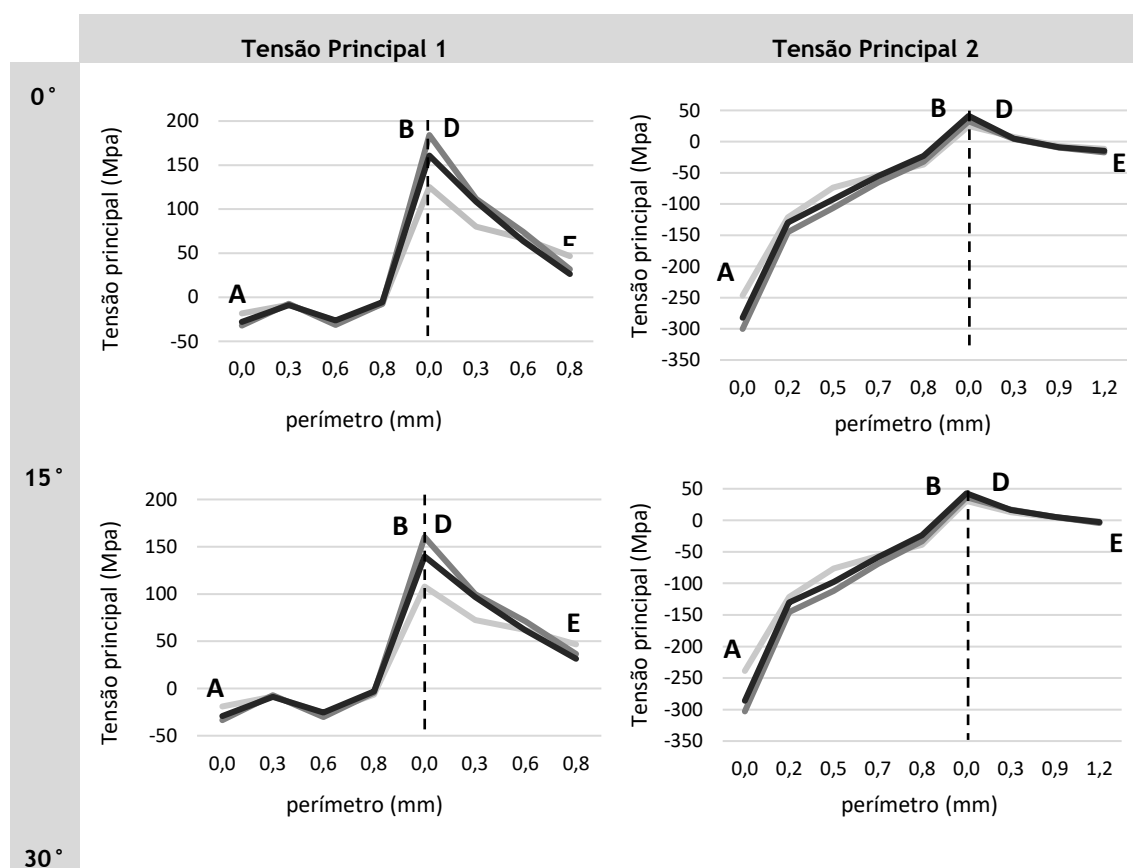 Tensão Principal 1
Tensão Principal 2
0°
Tensão principal (Mpa)
200
150
100
50
0
-50
A
B
D
0,0 0,3 0,6 0,8 0,0 0,3 0,6 0,8
perímetro (mm)
Tensão principal (Mpa)
50
0
-50
-100
-150
-200
-250
-300
-350
A
B
D
E
0,0 0,2 0,5 0,7 0,8 0,0 0,3 0,9 1,2
perímetro (mm)
15°
Tensão principal (Mpa)
200
150
100
50
0
-50
A
B
D
E
0,0 0,3 0,6 0,8 0,0 0,3 0,6 0,8
perímetro (mm)
Tensão principal (Mpa)
50
0
-50
-100
-150
-200
-250
-300
-350
A
B
D
E
0,0 0,2 0,5 0,7 0,8 0,0 0,3 0,9 1,2
perímetro (mm)
30°